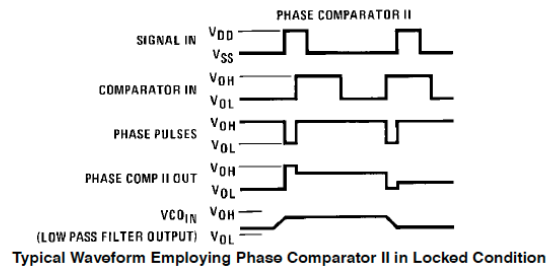 PHASE COMPARATOR II
SIGNAL IN VDD
VSS
COMPARATOR IN VOH
VOL
PHASE PULSES VOH
VOL
PHASE COMP II OUT VOH
VOL
VCOIN VOH
(LOW PASS FILTER OUTPUT) VOL
Typical Waveform Employing Phase Comparator II in Locked Condition